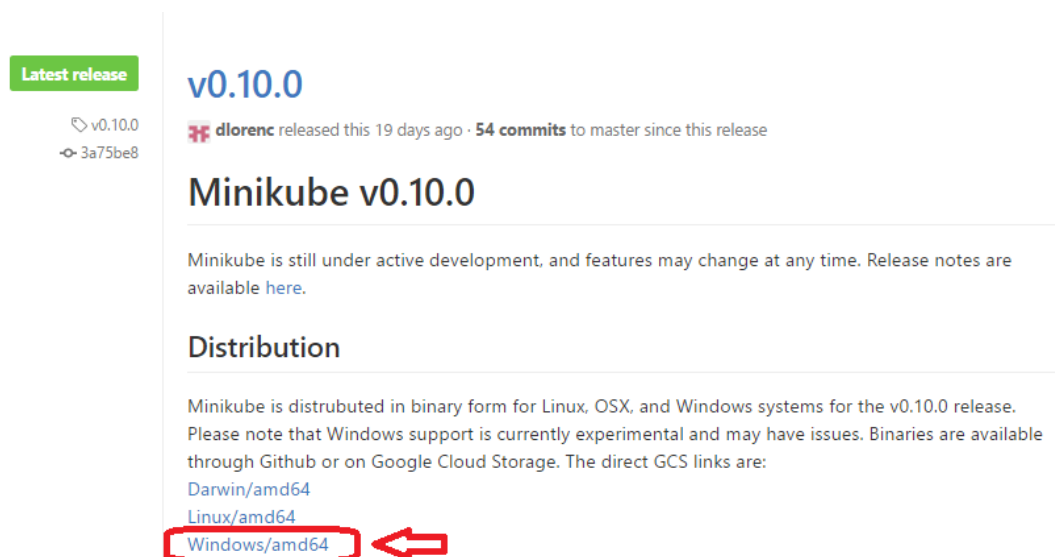 Latest release
v0.10.0
3a75be8
v0.10.0
dlorenc released this 19 days ago · 54 commits to master since this release
Minikube v0.10.0
Minikube is still under active development, and features may change at any time. Release notes are
available here.
Distribution
Minikube is distrubuted in binary form for Linux, OSX, and Windows systems for the v0.10.0 release.
Please note that Windows support is currently experimental and may have issues. Binaries are available
through Github or on Google Cloud Storage. The direct GCS links are:
Darwin/amd64
Linux/amd64
Windows/amd64